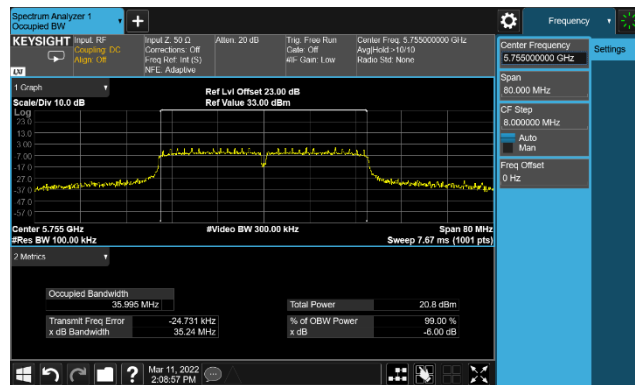 Spectrum Analyzer 1
Occupied BW
Frequency
KEYSIGHT
Input: RF
Coupling: DC
Align: Off
Input Z: 50 Ω
Corrections: Off
Freq Ref: Int (S)
NFE: Adaptive
Atten: 20 dB
Trig: Free Run
Gate: Off
#IF Gain: Low
Center Freq: 5.755000000 GHz
Avg|Hold:>10/10
Radio Std: None
LXI
Center Frequency
5.755000000 GHz
Settings
Span
80.000 MHz
CF Step
8.000000 MHz
Auto
Man
Freq Offset
0 Hz
1 Graph
Scale/Div 10.0 dB
Ref Lvl Offset 23.00 dB
Ref Value 33.00 dBm
Log
23.0
13.0
3.00
-7.00
-17.0
-27.0
-37.0
-47.0
-57.0
Center 5.755 GHz
#Video BW 300.00 kHz
Span 80 MHz
#Res BW 100.00 kHz
Sweep 7.67 ms (1001 pts)
2 Metrics
Occupied Bandwidth
35.995 MHz
Total Power
20.8 dBm
Transmit Freq Error
-24.731 kHz
% of OBW Power
99.00 %
x dB Bandwidth
35.24 MHz
x dB
-6.00 dB
?
Mar 11, 2022
2:08:57 PM